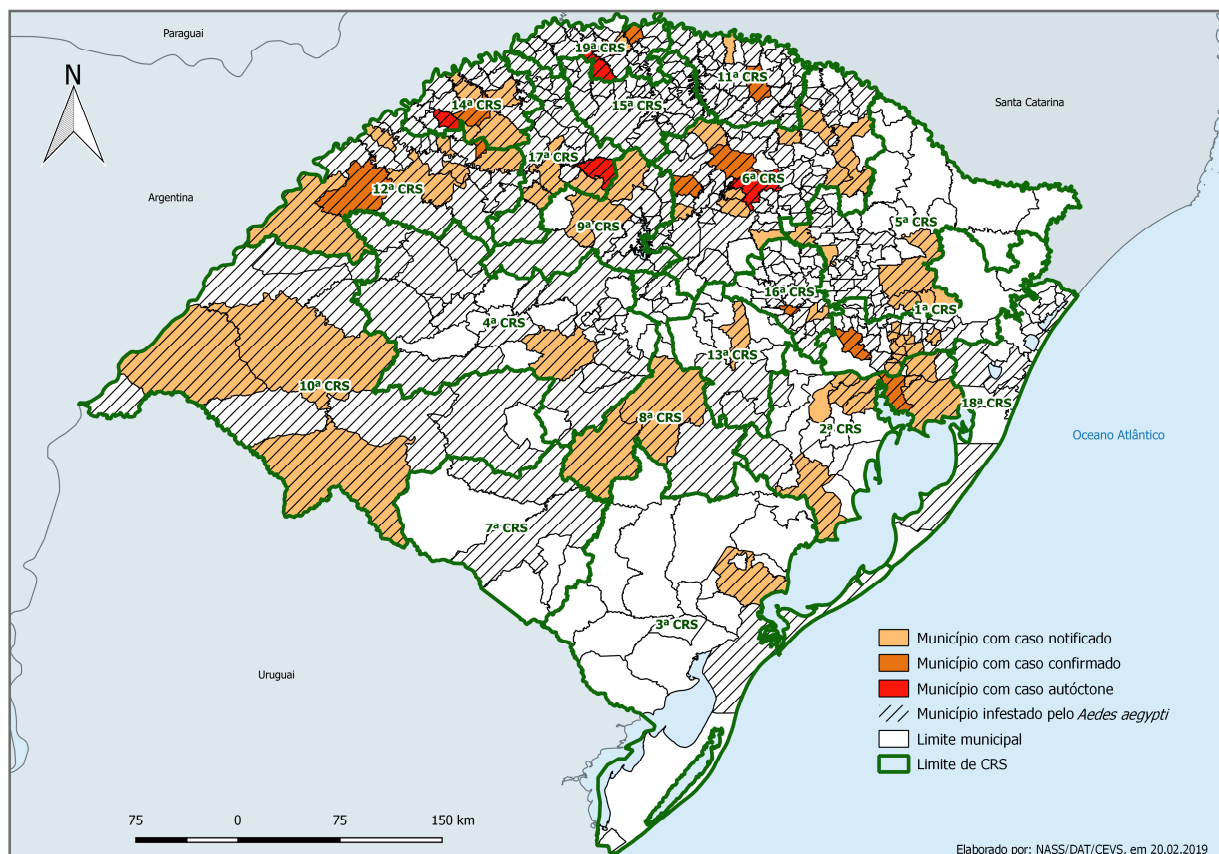 Paraguai
Santa Catarina
Argentina
N
19ª CRS
11ª CRS
14ª CRS
15ª CRS
17ª CRS
6ª CRS
12ª CRS
9ª CRS
5ª CRS
16ª CRS
1ª CRS
4ª CRS
13ª CRS
10ª CRS
18ª CRS
8ª CRS
2ª CRS
Oceano Atlântico
7ª CRS
3ª CRS
Uruguai
Município com caso notificado
Município com caso confirmado
Município com caso autóctone
Município infestado pelo Aedes aegypti
Limite municipal
Limite de CRS
75 0 75 150 km
Elaborado por: NASS/DAT/CEVS, em 20.02.2019